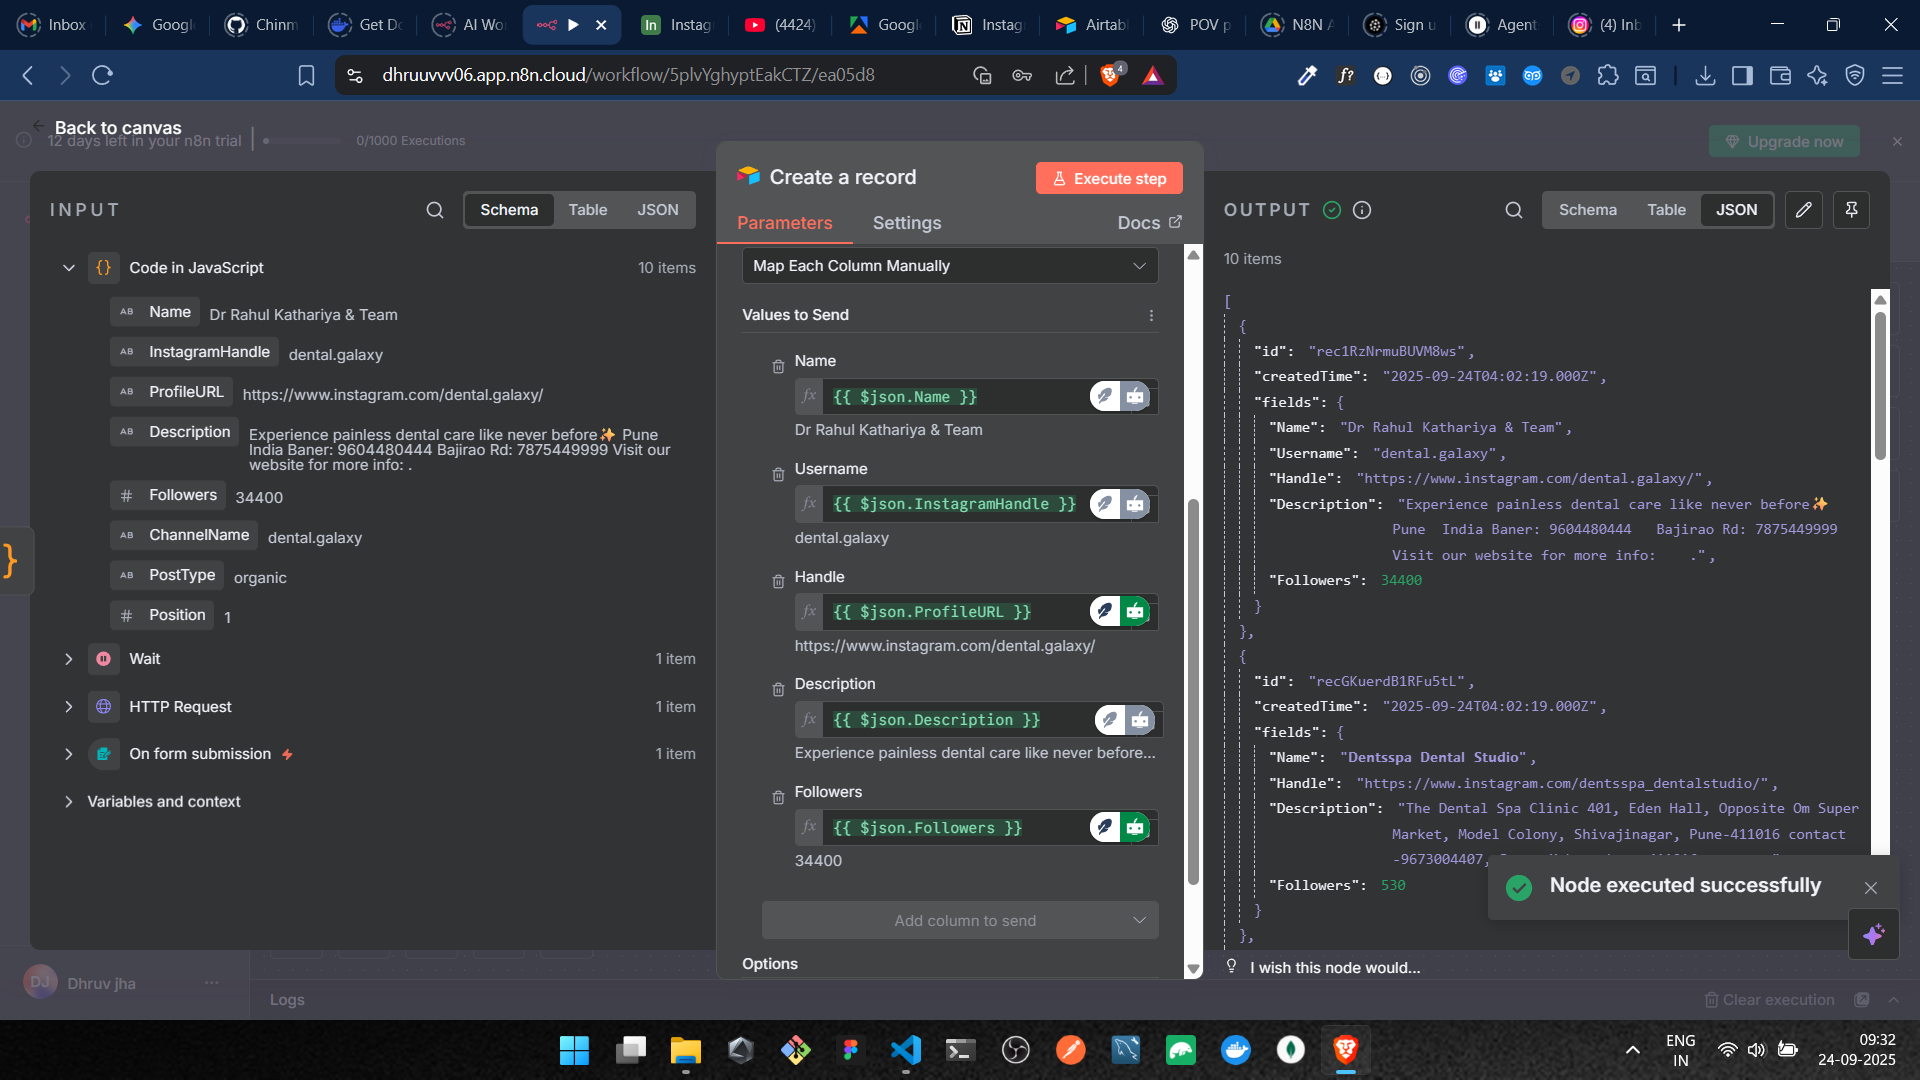 Inbox
Google
Chinm
Get Do
AI Wo
Instag
(4424)
Googl
Instag
Airtab
POV p
N8N A
Sign u
Agent
(4) Inb
dhruuvvv06.app.n8n.cloud/workflow/5plvYghyptEakCTZ/ea05d8
4
Back to canvas
12 days left in your n8n trial
0/1000 Executions
Upgrade now
INPUT
Schema
Table
JSON
Code in JavaScript
10 items
AB Name Dr Rahul Kathariya & Team
AB InstagramHandle dental.galaxy
AB ProfileURL https://www.instagram.com/dental.galaxy/
AB Description Experience painless dental care like never before✨ Pune
India Baner: 9604480444 Bajirao Rd: 7875449999 Visit our
website for more info: .
# Followers 34400
AB ChannelName dental.galaxy
AB PostType organic
# Position 1
Wait 1 item
HTTP Request 1 item
On form submission 1 item
Variables and context
Create a record
Execute step
Parameters
Settings
Docs
Map Each Column Manually
Values to Send
Name
fx {{ $json.Name }}
Dr Rahul Kathariya & Team
Username
fx {{ $json.InstagramHandle }}
dental.galaxy
Handle
fx {{ $json.ProfileURL }}
https://www.instagram.com/dental.galaxy/
Description
fx {{ $json.Description }}
Experience painless dental care like never before...
Followers
fx {{ $json.Followers }}
34400
Add column to send
Options
OUTPUT
Schema
Table
JSON
10 items
[
{
"id": "rec1RzNrmuBUVM8ws",
"createdTime": "2025-09-24T04:02:19.000Z",
"fields": {
"Name": "Dr Rahul Kathariya & Team",
"Username": "dental.galaxy",
"Handle": "https://www.instagram.com/dental.galaxy/",
"Description": "Experience painless dental care like never before✨
Pune India Baner: 9604480444 Bajirao Rd: 7875449999
Visit our website for more info: .",
"Followers": 34400
}
},
{
"id": "recGKuerdB1RFu5tL",
"createdTime": "2025-09-24T04:02:19.000Z",
"fields": {
"Name": "Dentsspa Dental Studio",
"Handle": "https://www.instagram.com/dentsspa_dentalstudio/",
"Description": "The Dental Spa Clinic 401, Eden Hall, Opposite Om Super
Market, Model Colony, Shivajinagar, Pune-411016 contact
-9673004407,
"Followers": 530
}
},
Node executed successfully
I wish this node would...
DJ
Dhruv jha
Logs
Clear execution
ENG
IN
09:32
24-09-2025